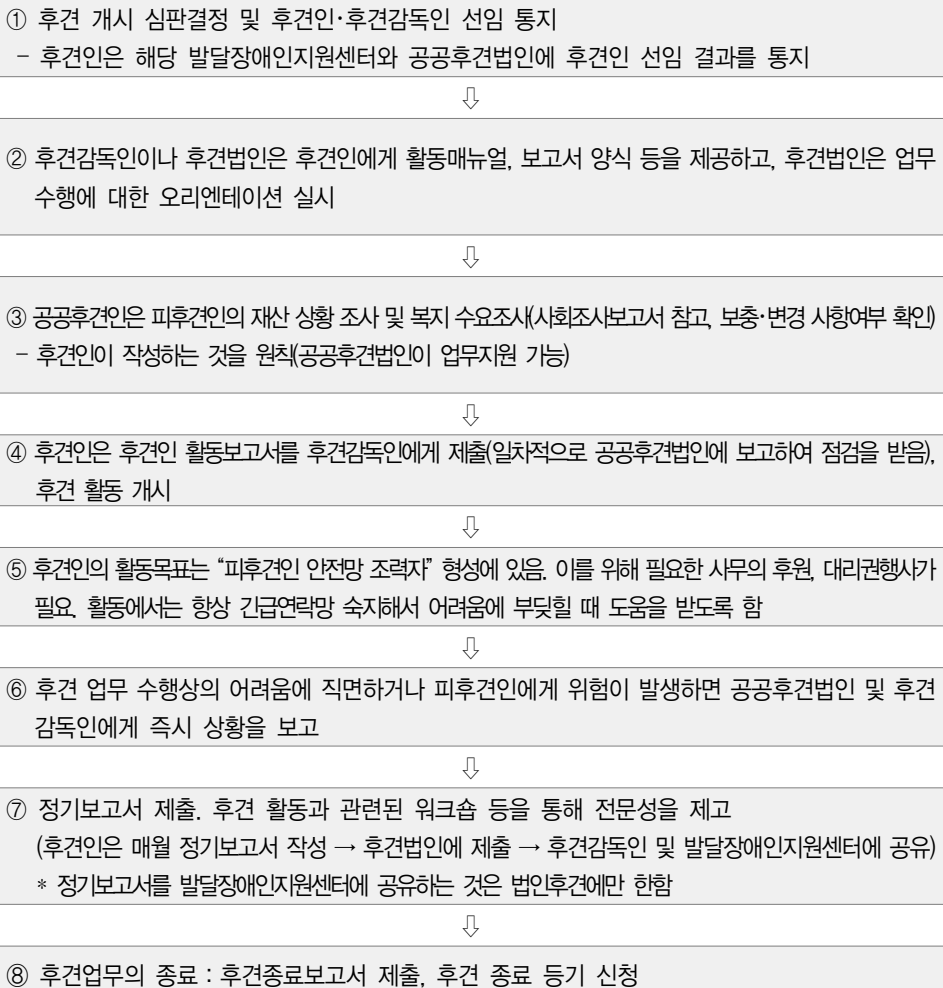 ① 후견 개시 심판결정 및 후견인·후견감독인 선임 통지
- 후견인은 해당 발달장애인지원센터와 공공후견법인에 후견인 선임 결과를 통지
⇩
② 후견감독인이나 후견법인은 후견인에게 활동매뉴얼, 보고서 양식 등을 제공하고, 후견법인은 업무
수행에 대한 오리엔테이션 실시
⇩
③ 공공후견인은 피후견인의 재산 상황 조사 및 복지 수요조사(사회조사보고서 참고, 보충·변경 사항여부 확인)
- 후견인이 작성하는 것을 원칙(공공후견법인이 업무지원 가능)
⇩
④ 후견인은 후견인 활동보고서를 후견감독인에게 제출(일차적으로 공공후견법인에 보고하여 점검을 받음),
후견 활동 개시
⇩
⑤ 후견인의 활동목표는 “피후견인 안전망 조력자” 형성에 있음. 이를 위해 필요한 사무의 후원, 대리권행사가
필요. 활동에서는 항상 긴급연락망 숙지해서 어려움에 부딪힐 때 도움을 받도록 함
⇩
⑥ 후견 업무 수행상의 어려움에 직면하거나 피후견인에게 위험이 발생하면 공공후견법인 및 후견
감독인에게 즉시 상황을 보고
⇩
⑦ 정기보고서 제출. 후견 활동과 관련된 워크숍 등을 통해 전문성을 제고
(후견인은 매월 정기보고서 작성 → 후견법인에 제출 → 후견감독인 및 발달장애인지원센터에 공유)
* 정기보고서를 발달장애인지원센터에 공유하는 것은 법인후견에만 한함
⇩
⑧ 후견업무의 종료 : 후견종료보고서 제출, 후견 종료 등기 신청